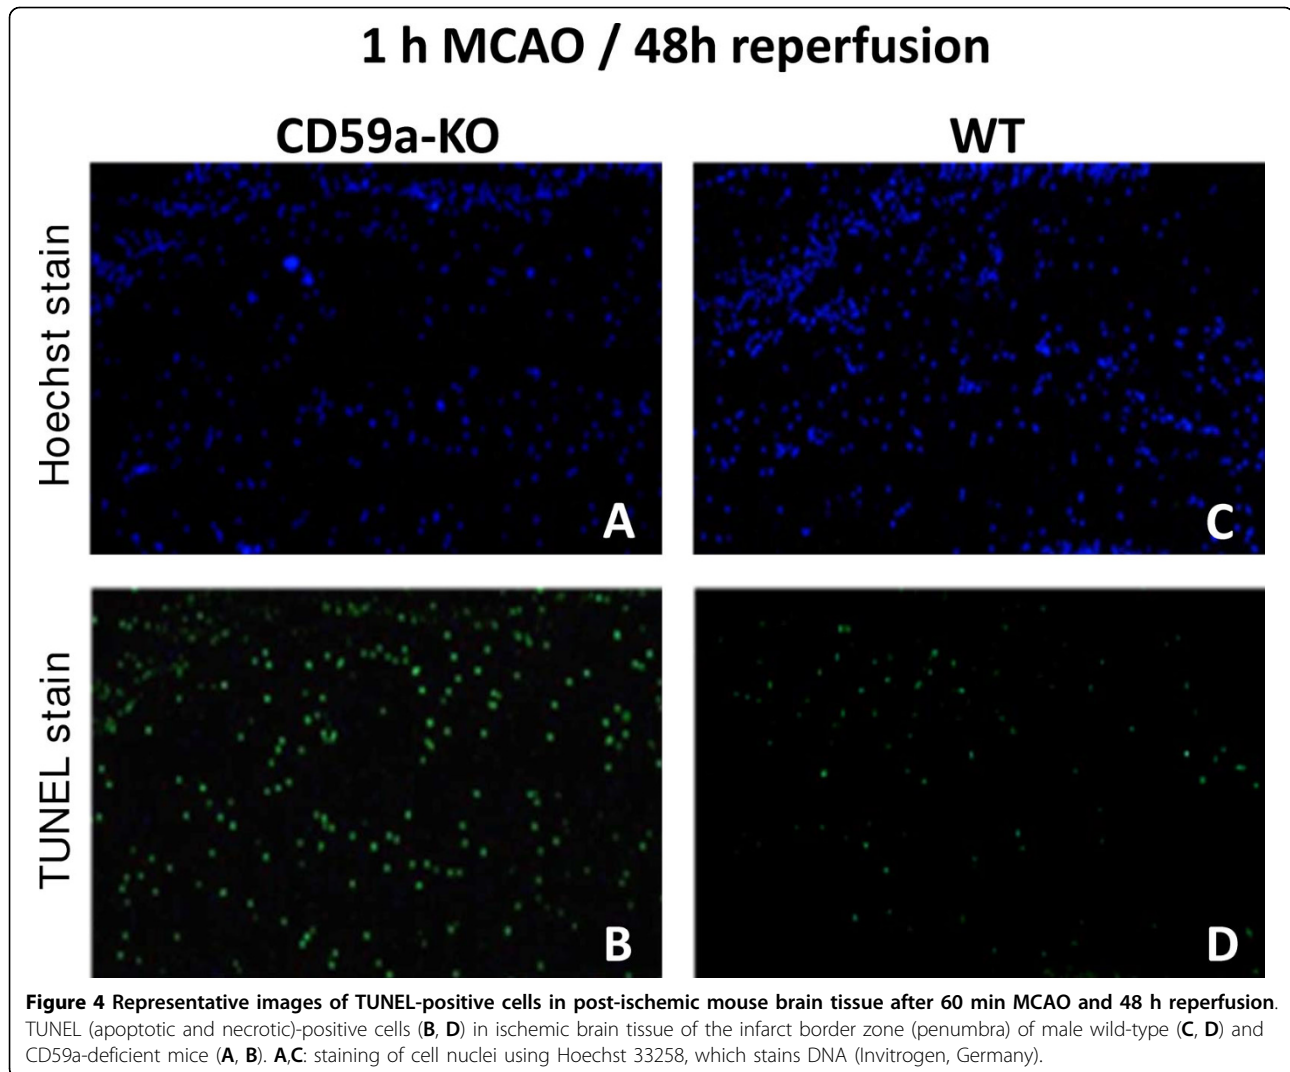 1 h MCAO / 48h reperfusion
CD59a-KO WT
Hoechst stain
A C
TUNEL stain
B D
Figure 4 Representative images of TUNEL-positive cells in post-ischemic mouse brain tissue after 60 min MCAO and 48 h reperfusion.
TUNEL (apoptotic and necrotic)-positive cells (B, D) in ischemic brain tissue of the infarct border zone (penumbra) of male wild-type (C, D) and
CD59a-deficient mice (A, B). A,C: staining of cell nuclei using Hoechst 33258, which stains DNA (Invitrogen, Germany).